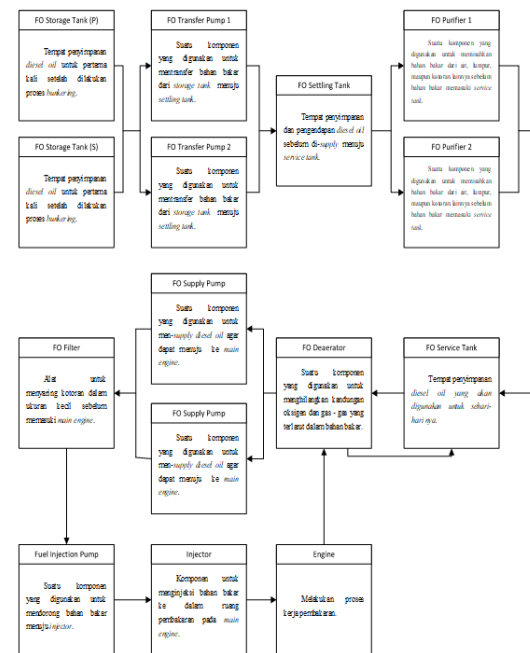 FO Storage Tank (P)
Tempat penyimpanan
diesel oil untuk pertama
kali setelah dilakukan
proses bunkering.
FO Storage Tank (S)
Tempat penyimpanan
diesel oil untuk pertama
kali setelah dilakukan
proses bunkering.
FO Transfer Pump 1
Suatu komponen
yang digunakan untuk
mentransfer bahan bakar
dari storage tank menuju
settling tank.
FO Transfer Pump 2
Suatu komponen
yang digunakan untuk
mentransfer bahan bakar
dari storage tank menuju
settling tank.
FO Settling Tank
Tempat penyimpanan
dan pengendapan diesel oil
sebelum di-supply menuju
service tank.
FO Purifier 1
Suatu komponen yang
digunakan untuk memisahkan
bahan bakar dari air, lumpur,
maupun kotoran lainnya sebelum
bahan bakar memasuki service
tank.
FO Purifier 2
Suatu komponen yang
digunakan untuk memisahkan
bahan bakar dari air, lumpur,
maupun kotoran lainnya sebelum
bahan bakar memasuki service
tank.
FO Service Tank
Tempat penyimpanan
diesel oil yang akan
digunakan untuk sehari-
hari nya.
FO Deaerator
Suatu komponen
yang digunakan untuk
menghilangkan kandungan
oksigen dan gas - gas yang
terlarut dalam bahan bakar.
FO Supply Pump
Suatu komponen
yang digunakan untuk
men-supply diesel oil agar
dapat menuju ke main
engine.
FO Supply Pump
Suatu komponen
yang digunakan untuk
men-supply diesel oil agar
dapat menuju ke main
engine.
FO Filter
Alat untuk
menyaring kotoran dalam
ukuran kecil sebelum
memasuki main engine.
Fuel Injection Pump
Suatu komponen
yang digunakan untuk
mendorong bahan bakar
menuju injector.
Injector
Komponen untuk
menginjeksi bahan bakar
ke dalam ruang
pembakaran pada main
engine.
Engine
Melakukan proses
kerja pembakaran.